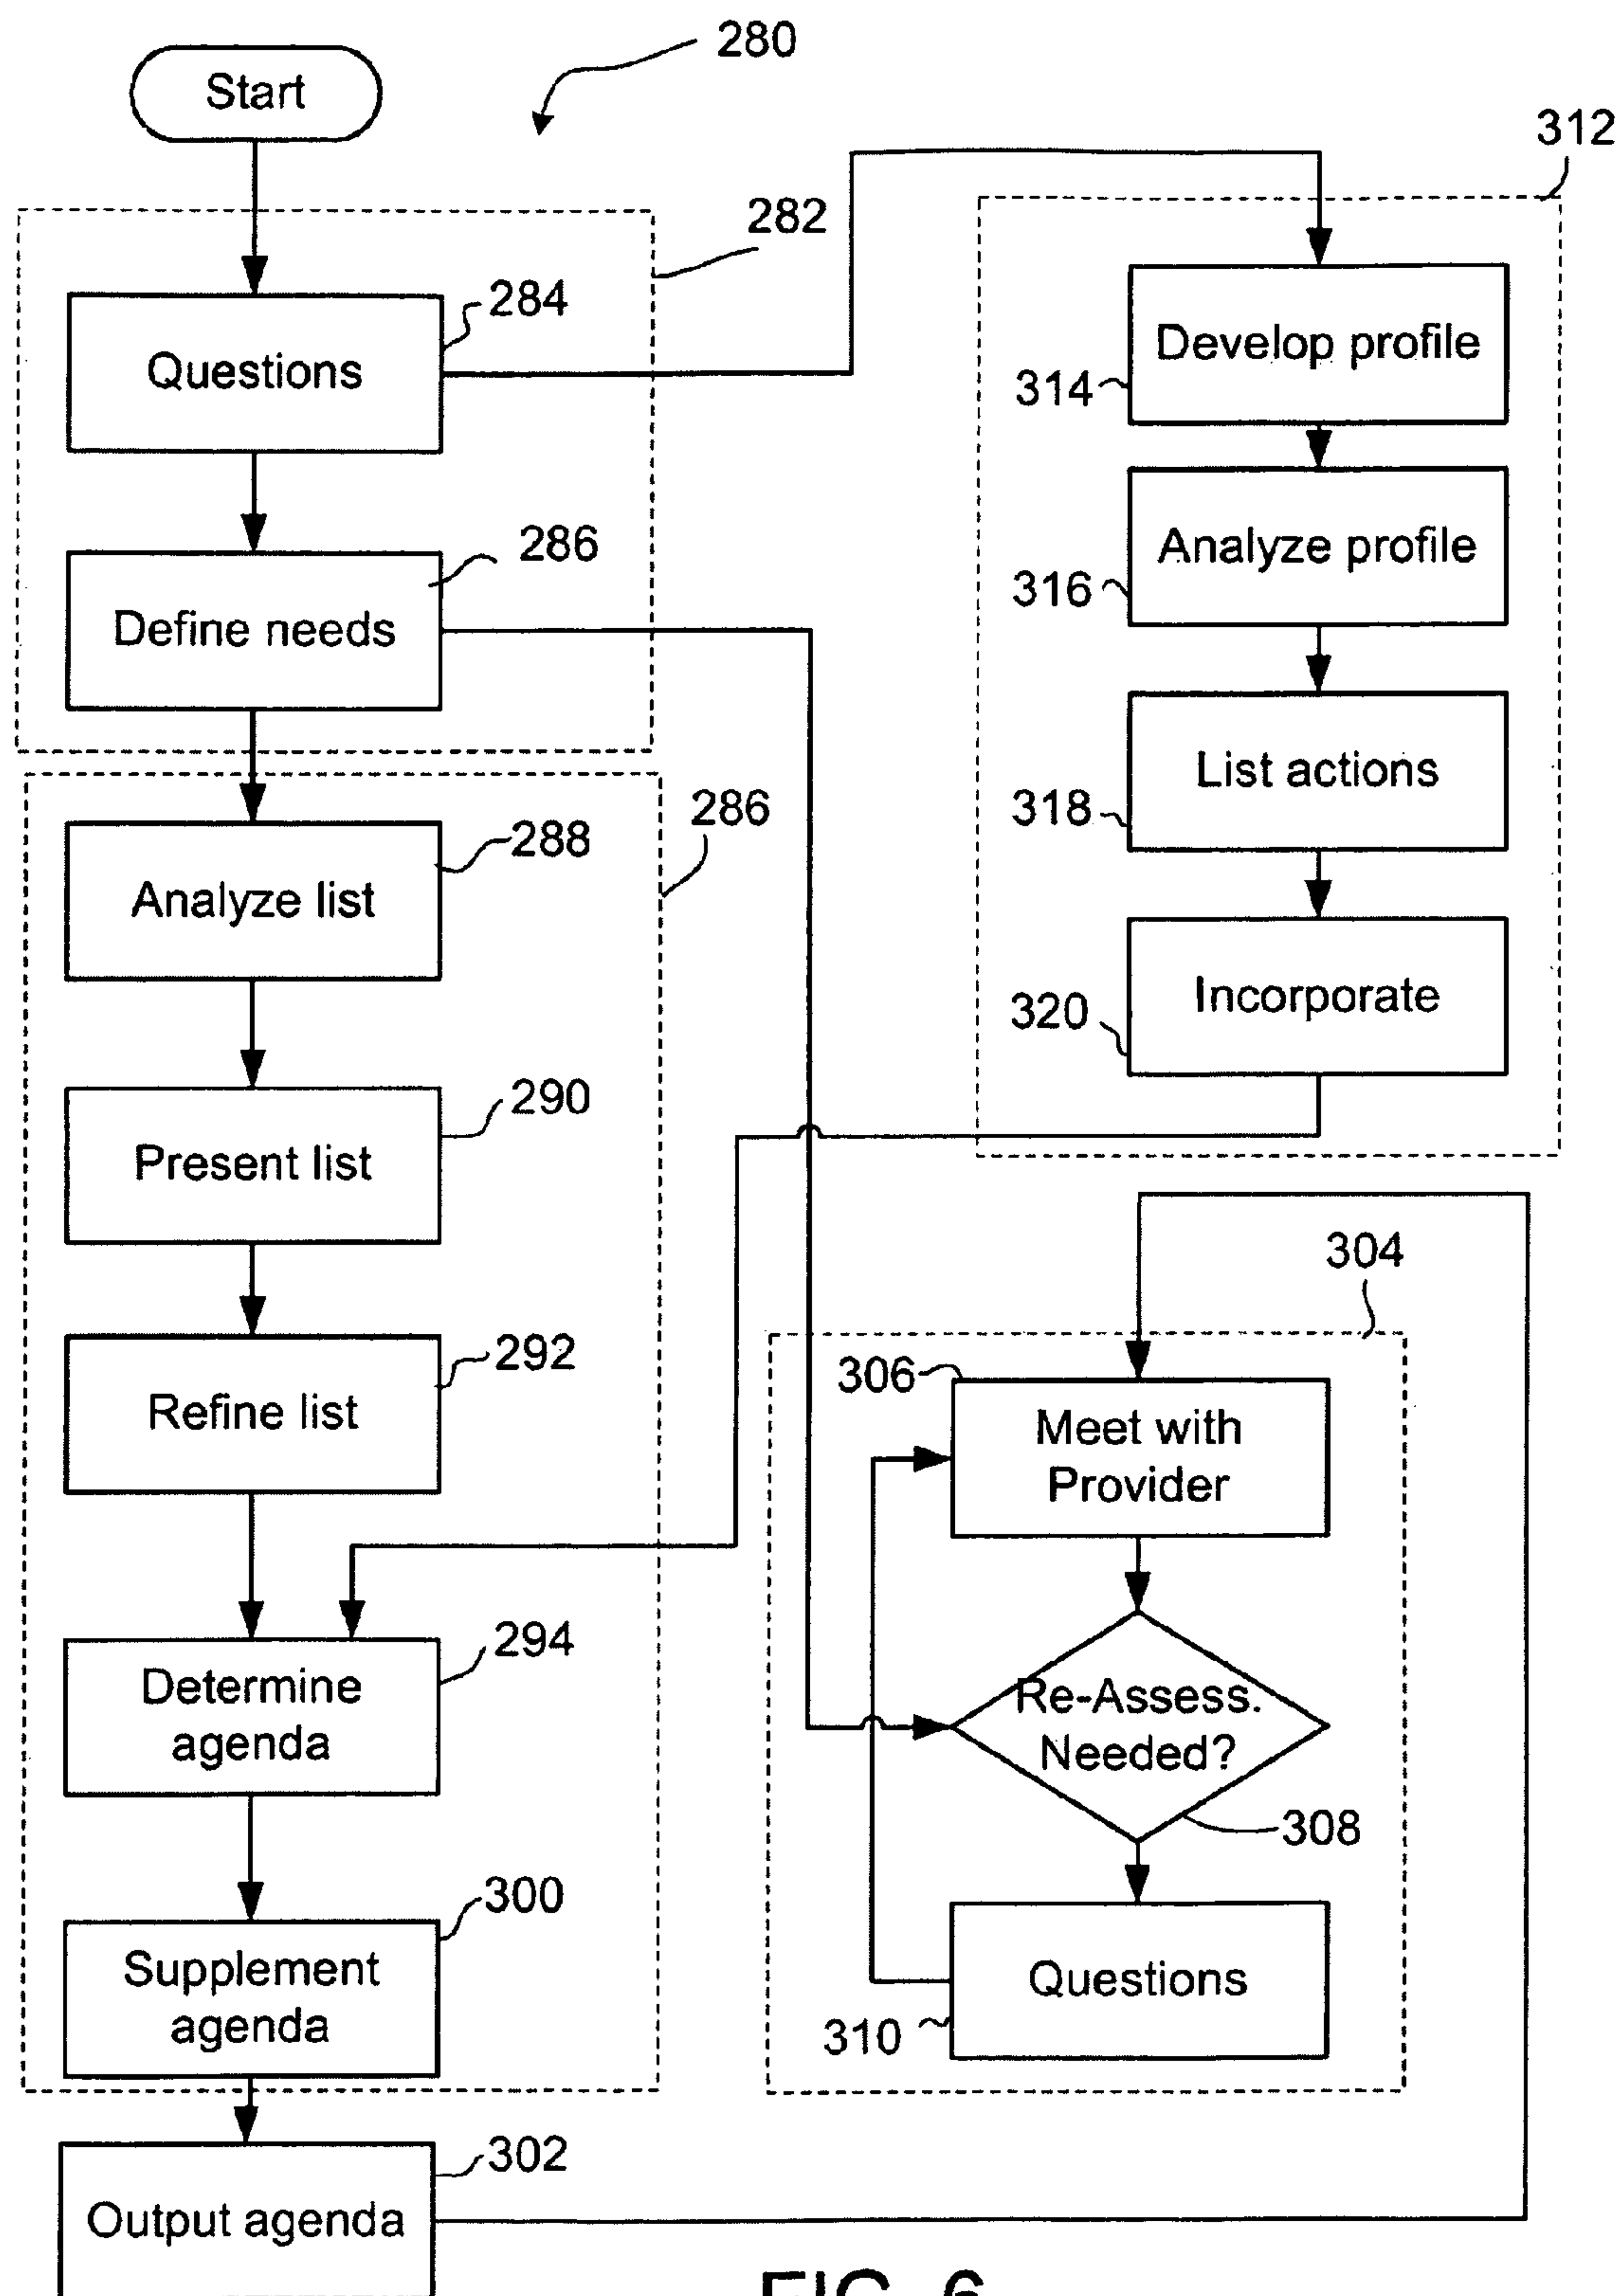 280
Start
312
282
284
Questions
Develop profile
314
286
Define needs
Analyze profile
316
286
288
Analyze list
List actions
318
290
Present list
Incorporate
320
304
292
Refine list
306
Meet with
Provider
294
Determine
agenda
Re-Assess.
Needed?
308
300
Supplement
agenda
Questions
310
302
Output agenda
FIG. 6